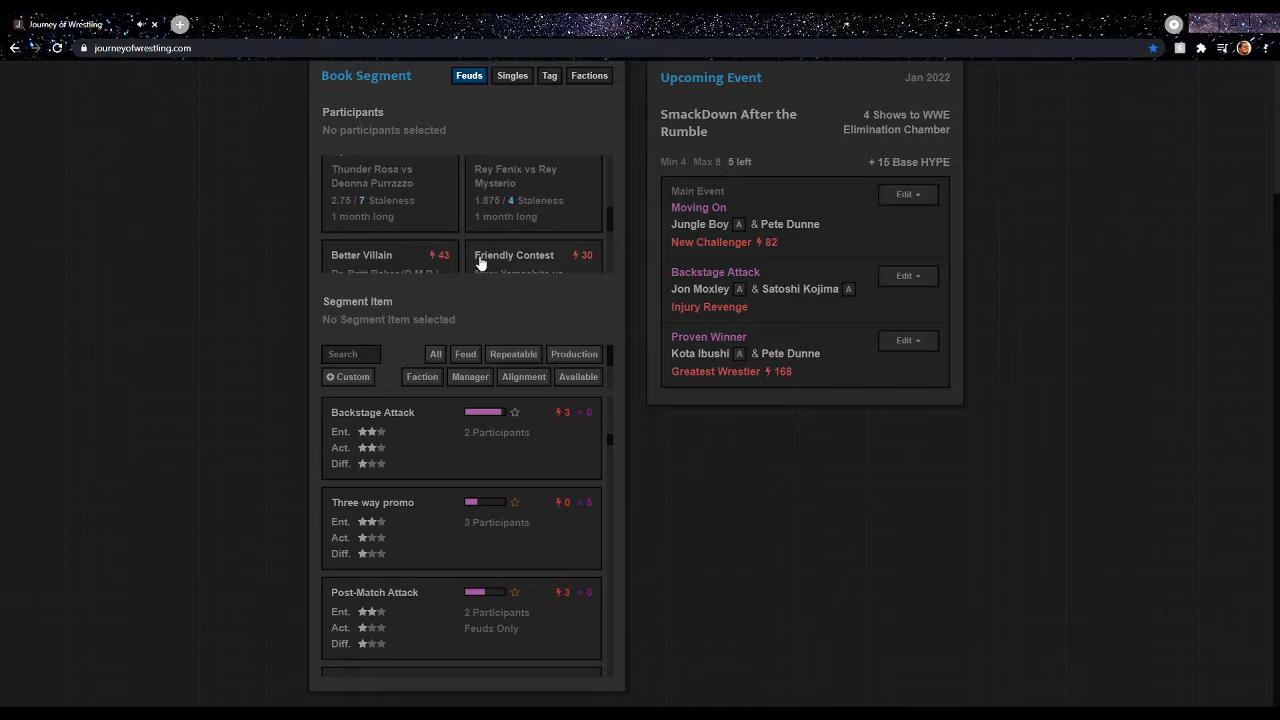 Journey of Wrestling
journeyofwrestling.com
Book Segment Feuds Singles Tag Factions
Participants
No participants selected
Thunder Rosa vs
Deonna Purrazzo
2.75 / 7 Staleness
1 month long
Rey Fenix vs Rey
Mysterio
1.875 / 4 Staleness
1 month long
Better Villain 43
Friendly Contest 30
Segment Item
No Segment Item selected
Search All Feud Repeatable Production
Custom Faction Manager Alignment Available
Backstage Attack 3 0
Ent. 2 Participants
Act.
Diff.
Three way promo 0 5
Ent. 3 Participants
Act.
Diff.
Post-Match Attack 3 0
Ent. 2 Participants
Act. Feuds Only
Diff.
Upcoming Event Jan 2022
SmackDown After the
Rumble
4 Shows to WWE
Elimination Chamber
Min 4 Max 8 5 left + 15 Base HYPE
Main Event Edit
Moving On
Jungle Boy A & Pete Dunne
New Challenger 82
Backstage Attack Edit
Jon Moxley A & Satoshi Kojima A
Injury Revenge
Proven Winner Edit
Kota Ibushi A & Pete Dunne
Greatest Wrestler 168